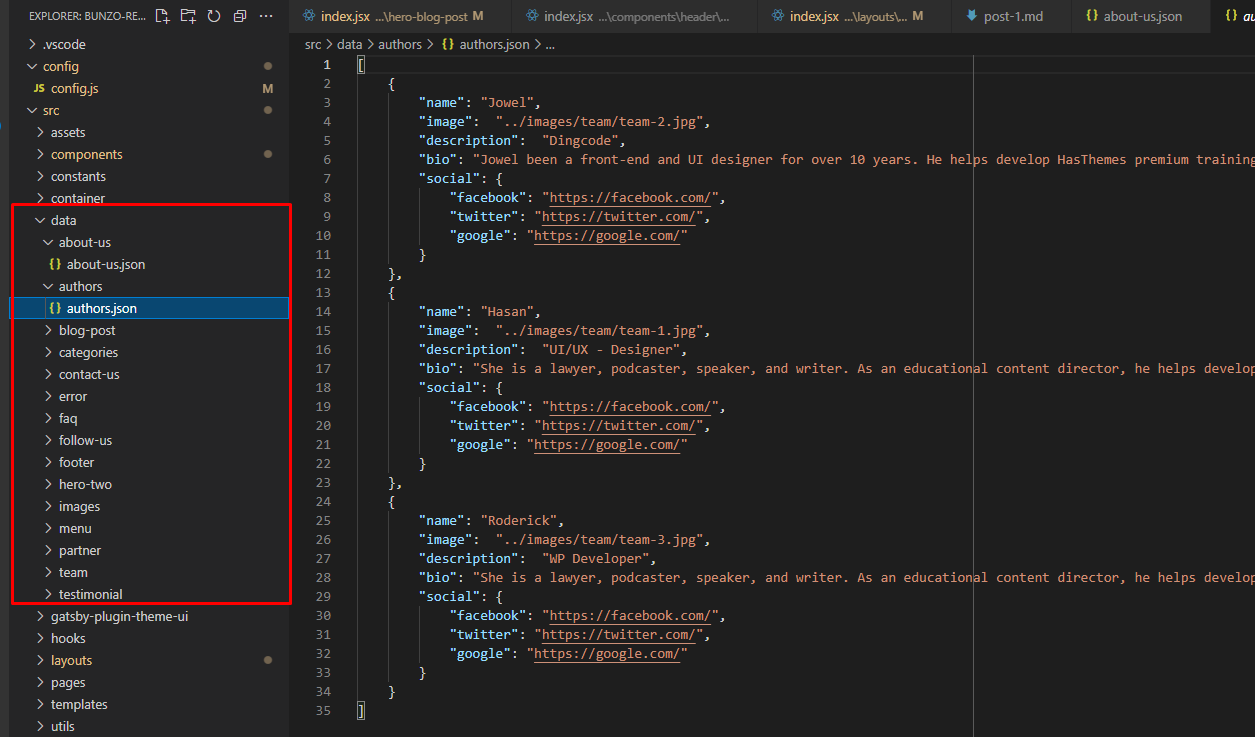 EXPLORER: BUNZO-RE...
index.jsx ...\hero-blog-post M
index.jsx ...\components\header\...
index.jsx ...\layouts\... M
post-1.md
about-us.json
.vscode
config
JS config.js M
src
assets
components
constants
container
data
about-us
{} about-us.json
authors
{} authors.json
blog-post
categories
contact-us
error
faq
follow-us
footer
hero-two
images
menu
partner
team
testimonial
gatsby-plugin-theme-ui
hooks
layouts
pages
templates
utils
src > data > authors > {} authors.json > ...
1 [
2 {
3 "name": "Jowel",
4 "image":  "../images/team/team-2.jpg",
5 "description":  "Dingcode",
6 "bio": "Jowel been a front-end and UI designer for over 10 years. He helps develop HasThemes premium training
7 "social": {
8 "facebook": "https://facebook.com/",
9 "twitter": "https://twitter.com/",
10 "google": "https://google.com/"
11 }
12 },
13 {
14 "name": "Hasan",
15 "image":  "../images/team/team-1.jpg",
16 "description":  "UI/UX - Designer",
17 "bio": "She is a lawyer, podcaster, speaker, and writer. As an educational content director, he helps develop
18 "social": {
19 "facebook": "https://facebook.com/",
20 "twitter": "https://twitter.com/",
21 "google": "https://google.com/"
22 }
23 },
24 {
25 "name": "Roderick",
26 "image":  "../images/team/team-3.jpg",
27 "description":  "WP Developer",
28 "bio": "She is a lawyer, podcaster, speaker, and writer. As an educational content director, he helps develop
29 "social": {
30 "facebook": "https://facebook.com/",
31 "twitter": "https://twitter.com/",
32 "google": "https://google.com/"
33 }
34 }
35 ]